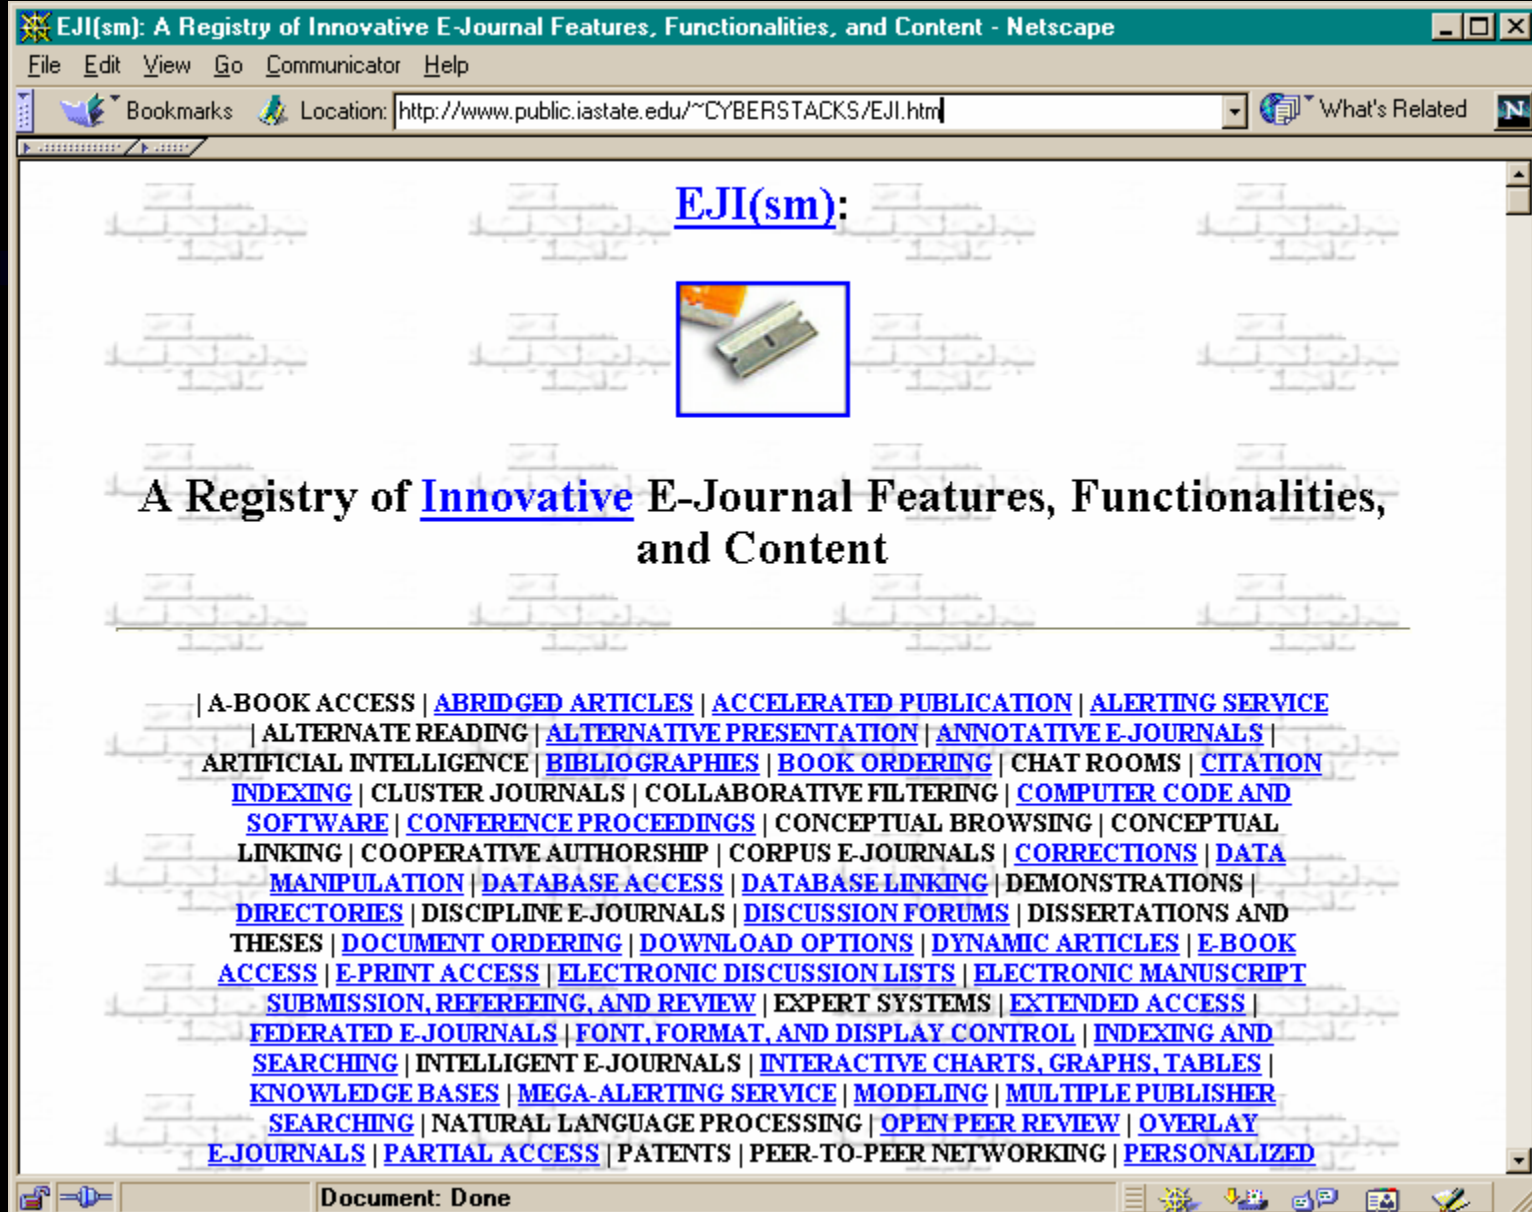 EJI(sm): A Registry of Innovative E-Journal Features, Functionalities, and Content - Netscape
File Edit View Go Communicator Help
Bookmarks Location: http://www.public.iastate.edu/~CYBERSTACKS/EJI.htm What's Related N
EJI(sm):
A Registry of Innovative E-Journal Features, Functionalities,
and Content
| A-BOOK ACCESS | ABRIDGED ARTICLES | ACCELERATED PUBLICATION | ALERTING SERVICE
| ALTERNATE READING | ALTERNATIVE PRESENTATION | ANNOTATIVE E-JOURNALS |
ARTIFICIAL INTELLIGENCE | BIBLIOGRAPHIES | BOOK ORDERING | CHAT ROOMS | CITATION
INDEXING | CLUSTER JOURNALS | COLLABORATIVE FILTERING | COMPUTER CODE AND
SOFTWARE | CONFERENCE PROCEEDINGS | CONCEPTUAL BROWSING | CONCEPTUAL
LINKING | COOPERATIVE AUTHORSHIP | CORPUS E-JOURNALS | CORRECTIONS | DATA
MANIPULATION | DATABASE ACCESS | DATABASE LINKING | DEMONSTRATIONS |
DIRECTORIES | DISCIPLINE E-JOURNALS | DISCUSSION FORUMS | DISSERTATIONS AND
THESES | DOCUMENT ORDERING | DOWNLOAD OPTIONS | DYNAMIC ARTICLES | E-BOOK
ACCESS | E-PRINT ACCESS | ELECTRONIC DISCUSSION LISTS | ELECTRONIC MANUSCRIPT
SUBMISSION, REFEREEING, AND REVIEW | EXPERT SYSTEMS | EXTENDED ACCESS |
FEDERATED E-JOURNALS | FONT, FORMAT, AND DISPLAY CONTROL | INDEXING AND
SEARCHING | INTELLIGENT E-JOURNALS | INTERACTIVE CHARTS, GRAPHS, TABLES |
KNOWLEDGE BASES | MEGA-ALERTING SERVICE | MODELING | MULTIPLE PUBLISHER
SEARCHING | NATURAL LANGUAGE PROCESSING | OPEN PEER REVIEW | OVERLAY
E-JOURNALS | PARTIAL ACCESS | PATENTS | PEER-TO-PEER NETWORKING | PERSONALIZED
Document: Done